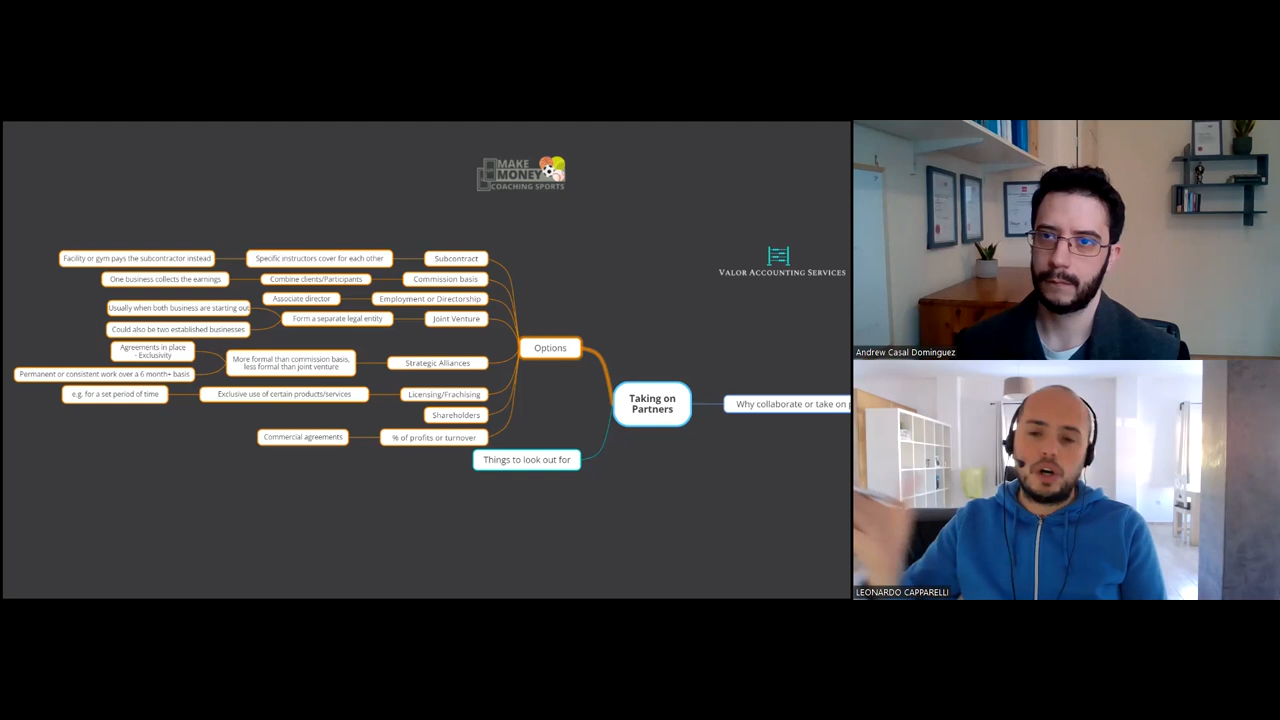 MAKE
MONEY
COACHING SPORTS
VALOR ACCOUNTING SERVICES
Facility or gym pays the subcontractor instead
Specific instructors cover for each other
Subcontract
One business collects the earnings
Combine clients/Participants
Commission basis
Associate director
Employment or Directorship
Usually when both business are starting out
Form a separate legal entity
Joint Venture
Could also be two established businesses
Agreements in place
- Exclusivity
More formal than commission basis,
less formal than joint venture
Strategic Alliances
Permanent or consistent work over a 6 month+ basis
e.g. for a set period of time
Exclusive use of certain products/services
Licensing/Frachising
Shareholders
Commercial agreements
% of profits or turnover
Options
Things to look out for
Taking on
Partners
Why collaborate or take on
Andrew Casal Dominguez
LEONARDO CAPPARELLI